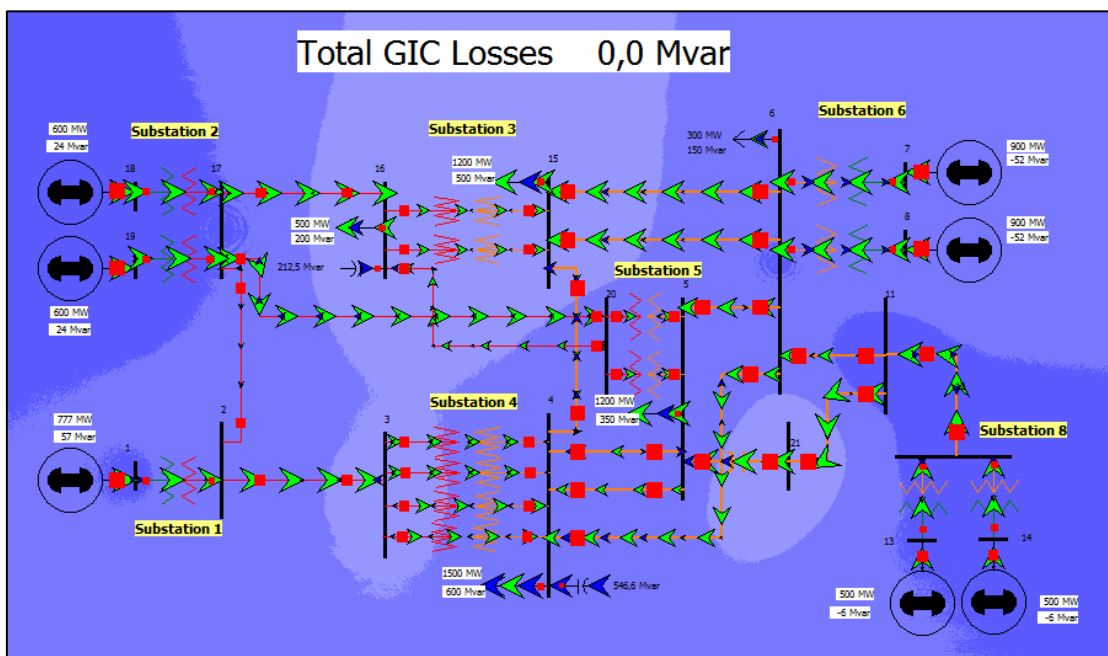 Total GIC Losses 0,0 Mvar
Substation 2
Substation 3
Substation 6
600 MW
24 Mvar
18
17
16
1200 MW
500 Mvar
15
6
300 MW
150 Mvar
7
900 MW
-52 Mvar
19
500 MW
200 Mvar
8
900 MW
-52 Mvar
212,5 Mvar
Substation 5
600 MW
24 Mvar
20
5
11
777 MW
57 Mvar
1
2
3
Substation 4
4
1200 MW
350 Mvar
21
Substation 8
Substation 1
1500 MW
600 Mvar
546,6 Mvar
13
14
500 MW
-6 Mvar
500 MW
-6 Mvar